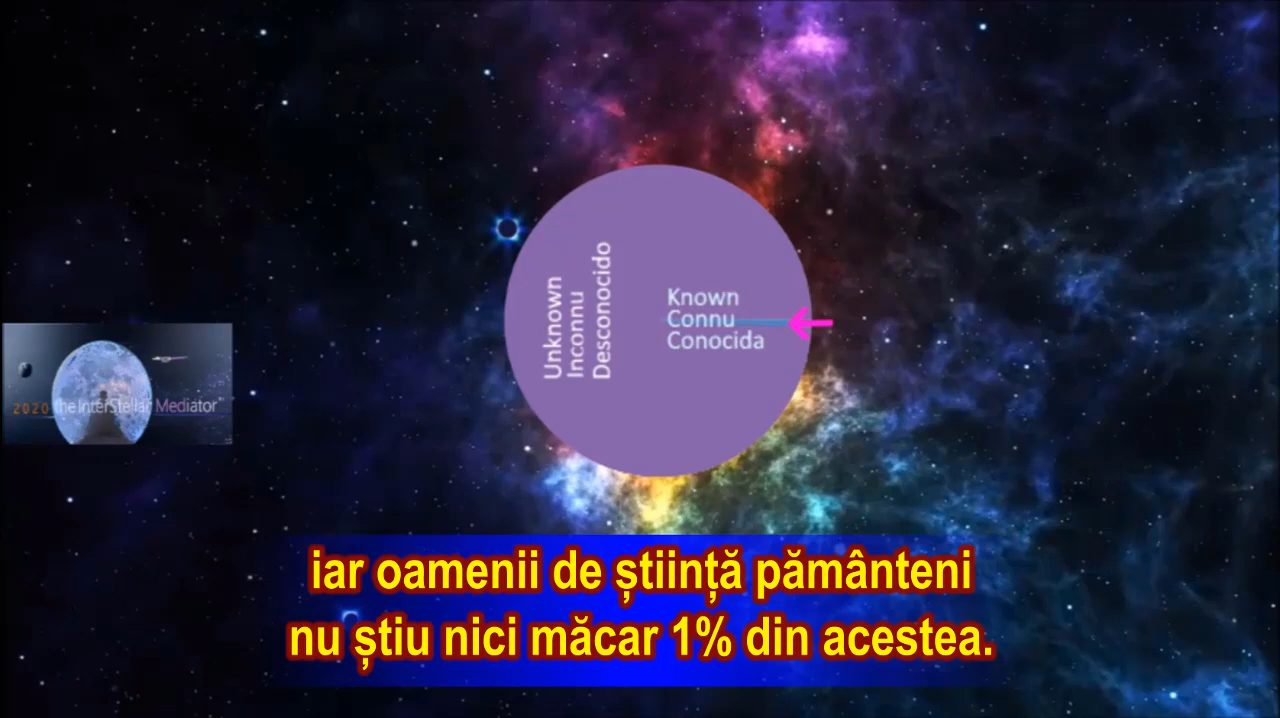 Unknown
Inconnu
Desconocido
Known
Connu
Conocida
2020 the InterStellar Mediator
iar oamenii de știință pământeni
nu știu nici măcar 1% din acestea.